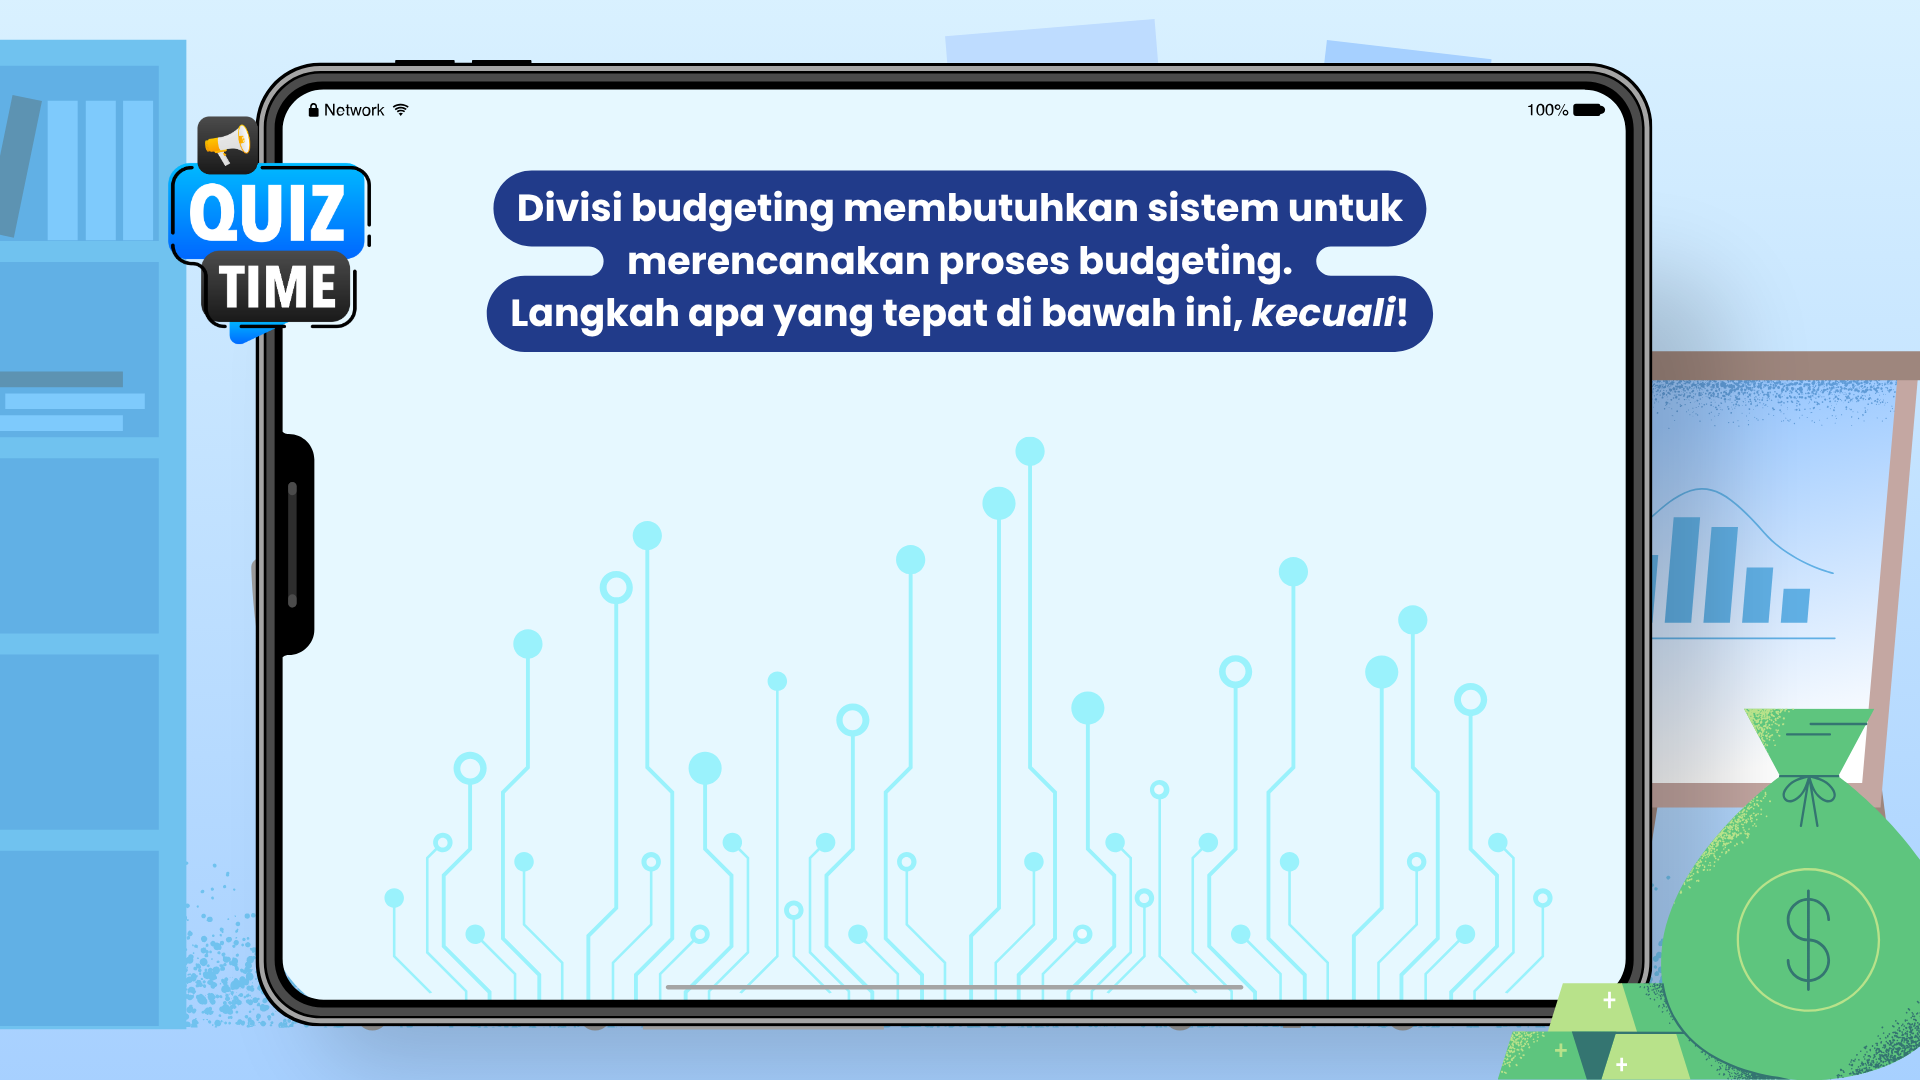 Network
100%
QUIZ
TIME
Divisi budgeting membutuhkan sistem untuk
merencanakan proses budgeting.
Langkah apa yang tepat di bawah ini, kecuali!
$